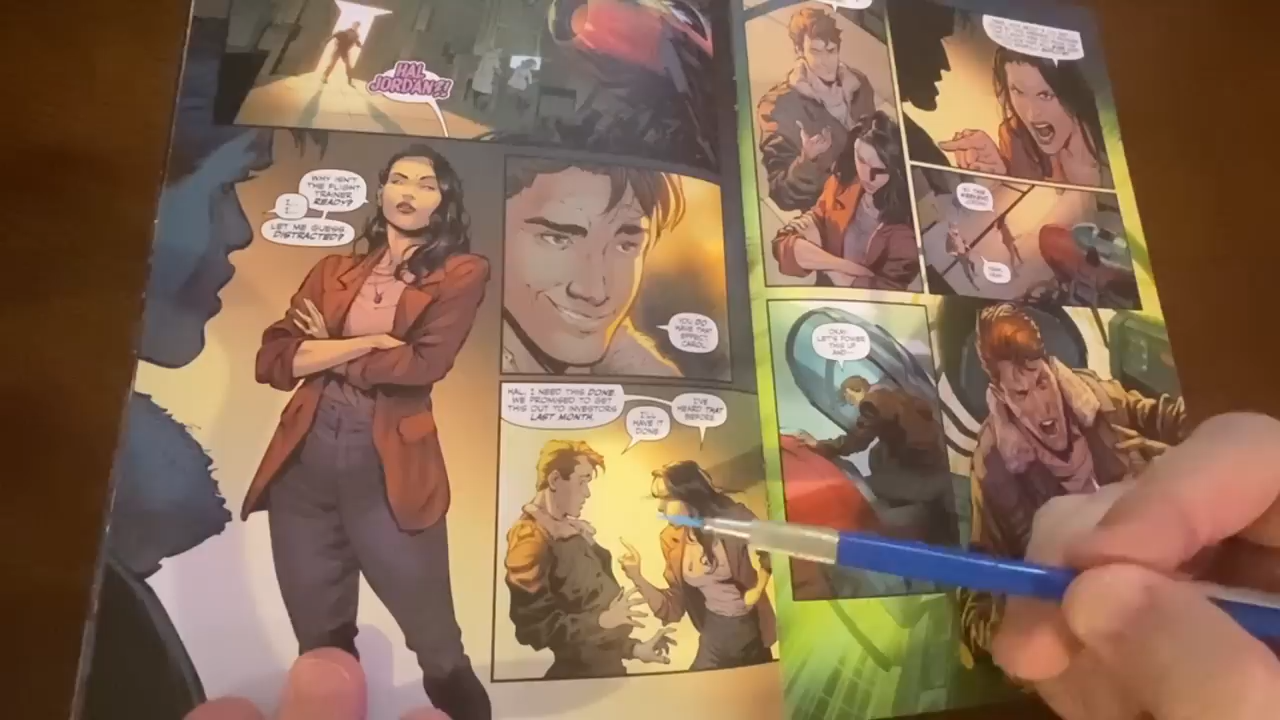 HAL
JORDAN?!
WHY ISN'T
THE FLIGHT
TRAINER
READY?
I...
I...
LET ME GUESS
DISTRACTED?
YOU DO
HAVE THAT
EFFECT,
CAROL.
HAL, I NEED THIS DONE.
WE PROMISED TO GET
THIS OUT TO INVESTORS
LAST MONTH.
I'LL
HAVE IT
DONE.
I'VE
HEARD THAT
BEFORE.
OKAY.
LET'S POWER
THIS UP
AND--